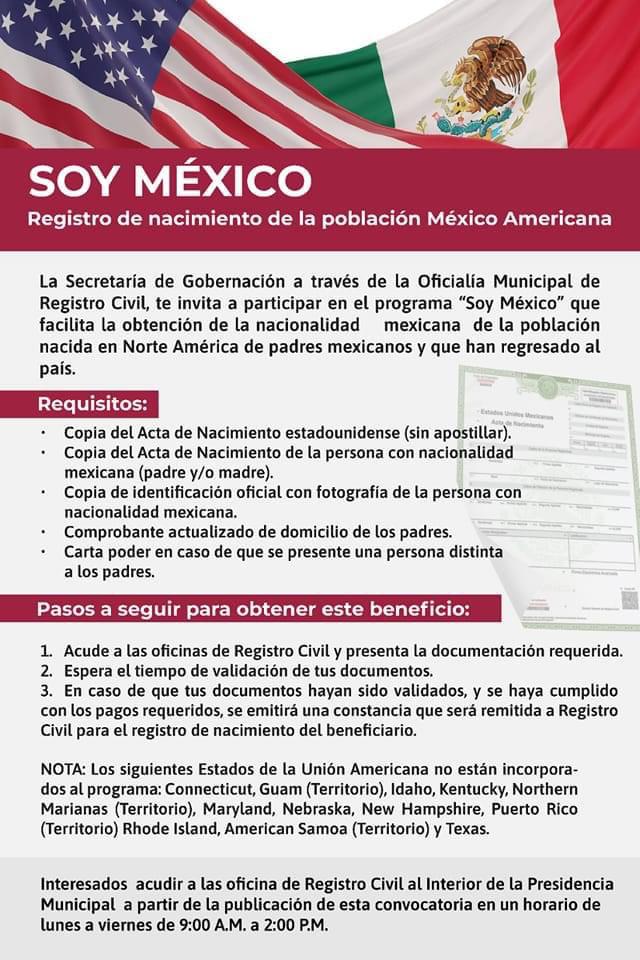 SOY MÉXICO
Registro de nacimiento de la población México Americana
La Secretaría de Gobernación a través de la Oficialía Municipal de
Registro Civil, te invita a participar en el programa “Soy México” que
facilita la obtención de la nacionalidad mexicana de la población
nacida en Norte América de padres mexicanos y que han regresado al
país.
Requisitos:
· Copia del Acta de Nacimiento estadounidense (sin apostillar).
· Copia del Acta de Nacimiento de la persona con nacionalidad
mexicana (padre y/o madre).
· Copia de identificación oficial con fotografía de la persona con
nacionalidad mexicana.
· Comprobante actualizado de domicilio de los padres.
· Carta poder en caso de que se presente una persona distinta
a los padres.
Estados Unidos Mexicanos
Acta de Nacimiento
Pasos a seguir para obtener este beneficio:
1. Acude a las oficinas de Registro Civil y presenta la documentación requerida.
2. Espera el tiempo de validación de tus documentos.
3. En caso de que tus documentos hayan sido validados, y se haya cumplido
con los pagos requeridos, se emitirá una constancia que será remitida a Registro
Civil para el registro de nacimiento del beneficiario.
NOTA: Los siguientes Estados de la Unión Americana no están incorpora-
dos al programa: Connecticut, Guam (Territorio), Idaho, Kentucky, Northern
Marianas (Territorio), Maryland, Nebraska, New Hampshire, Puerto Rico
(Territorio) Rhode Island, American Samoa (Territorio) y Texas.
Interesados acudir a las oficina de Registro Civil al Interior de la Presidencia
Municipal a partir de la publicación de esta convocatoria en un horario de
lunes a viernes de 9:00 A.M. a 2:00 P.M.